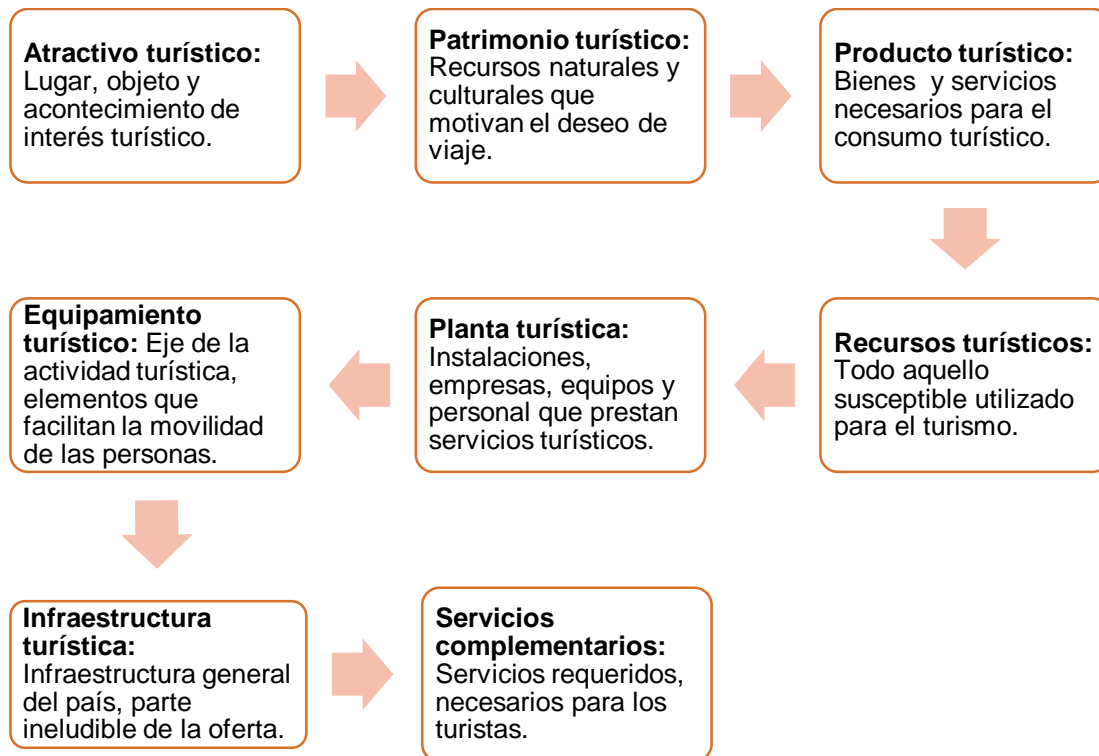 Atractivo turístico:
Lugar, objeto y
acontecimiento de
interés turístico.
Patrimonio turístico:
Recursos naturales y
culturales que
motivan el deseo de
viaje.
Producto turístico:
Bienes y servicios
necesarios para el
consumo turístico.
Recursos turísticos:
Todo aquello
susceptible utilizado
para el turismo.
Planta turística:
Instalaciones,
empresas, equipos y
personal que prestan
servicios turísticos.
Equipamiento
turístico: Eje de la
actividad turística,
elementos que
facilitan la movilidad
de las personas.
Infraestructura
turística:
Infraestructura general
del país, parte
ineludible de la oferta.
Servicios
complementarios:
Servicios requeridos,
necesarios para los
turistas.